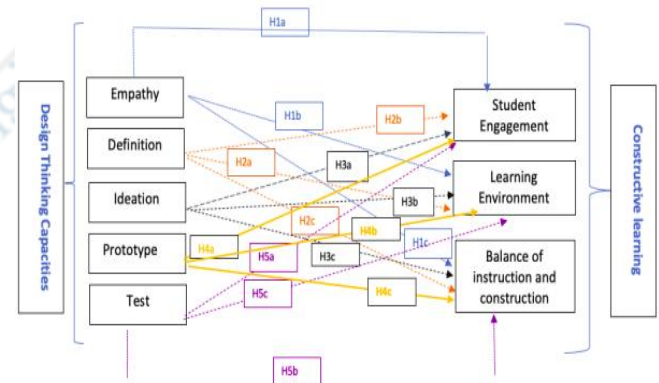 H1a
Design Thinking Capacities
Empathy
Definition
Ideation
Prototype
Test
H1b
H2b
H2a
H3a
H3b
H2c
H4a
H4b
H5a
H3c
H1c
H5c
H4c
H5b
Student
Engagement
Learning
Environment
Balance of
instruction and
construction
Constructive learning